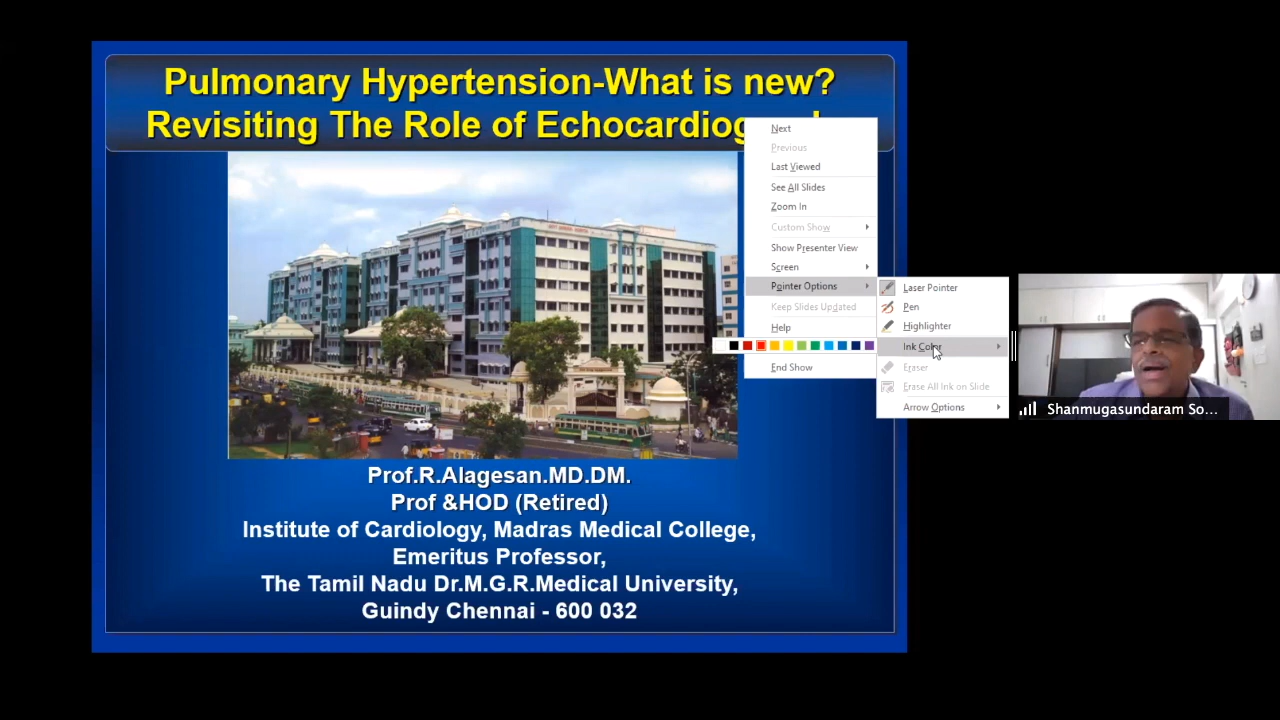 Pulmonary Hypertension-What is new?
Revisiting The Role of
Next
Previous
Last Viewed
See All Slides
Zoom In
Custom Show
Show Presenter View
Screen
Pointer Options
Keep Slides Updated
Help
End Show
Laser Pointer
Pen
Highlighter
Ink Color
Eraser
Erase All Ink on Slide
Arrow Options
Shanmugasundaram So...
Prof.R.Alagesan.MD.DM.
Prof &HOD (Retired)
Institute of Cardiology, Madras Medical College,
Emeritus Professor,
The Tamil Nadu Dr.M.G.R.Medical University,
Guindy Chennai - 600 032